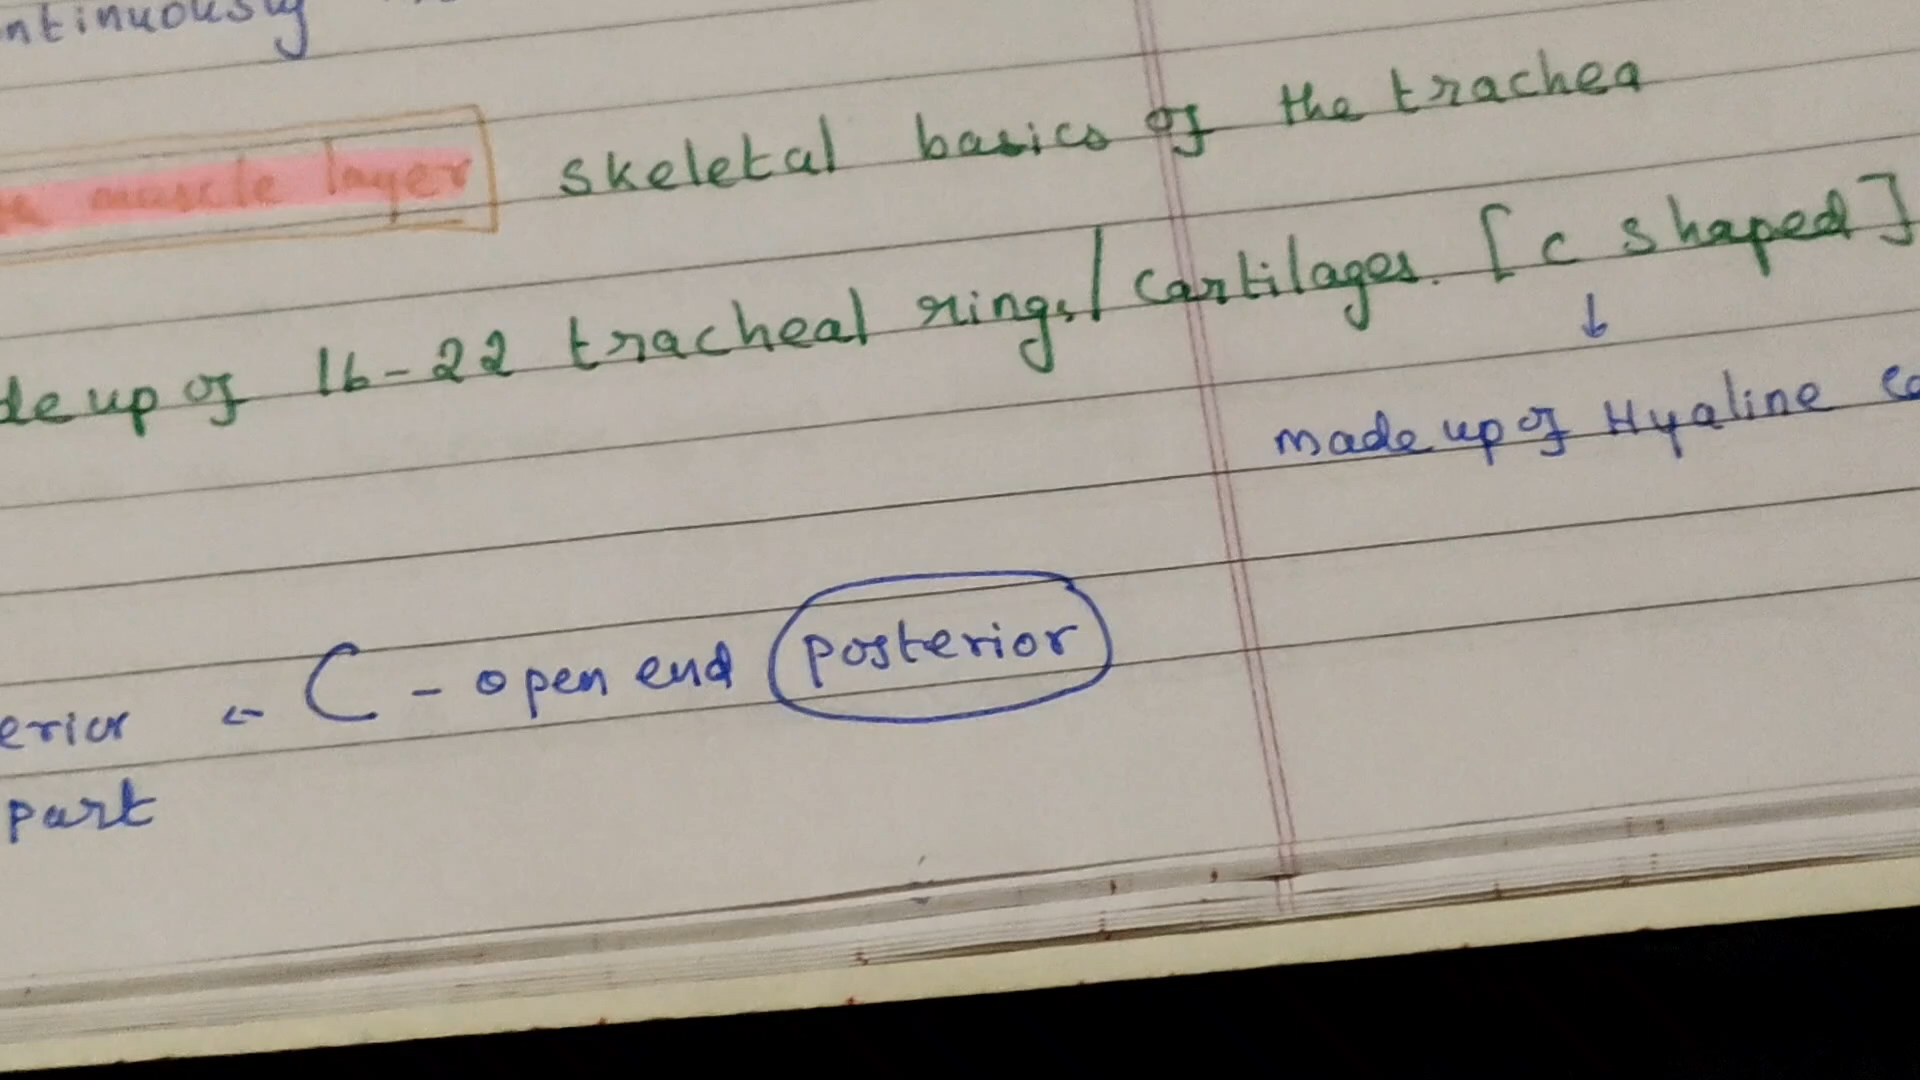 ntinuously
muscle layer skeletal basics of the trachea
de up of 16-22 tracheal rings/cartilages. [c shaped]
↓
made up of Hyaline ca
erior ← C - open end posterior
part